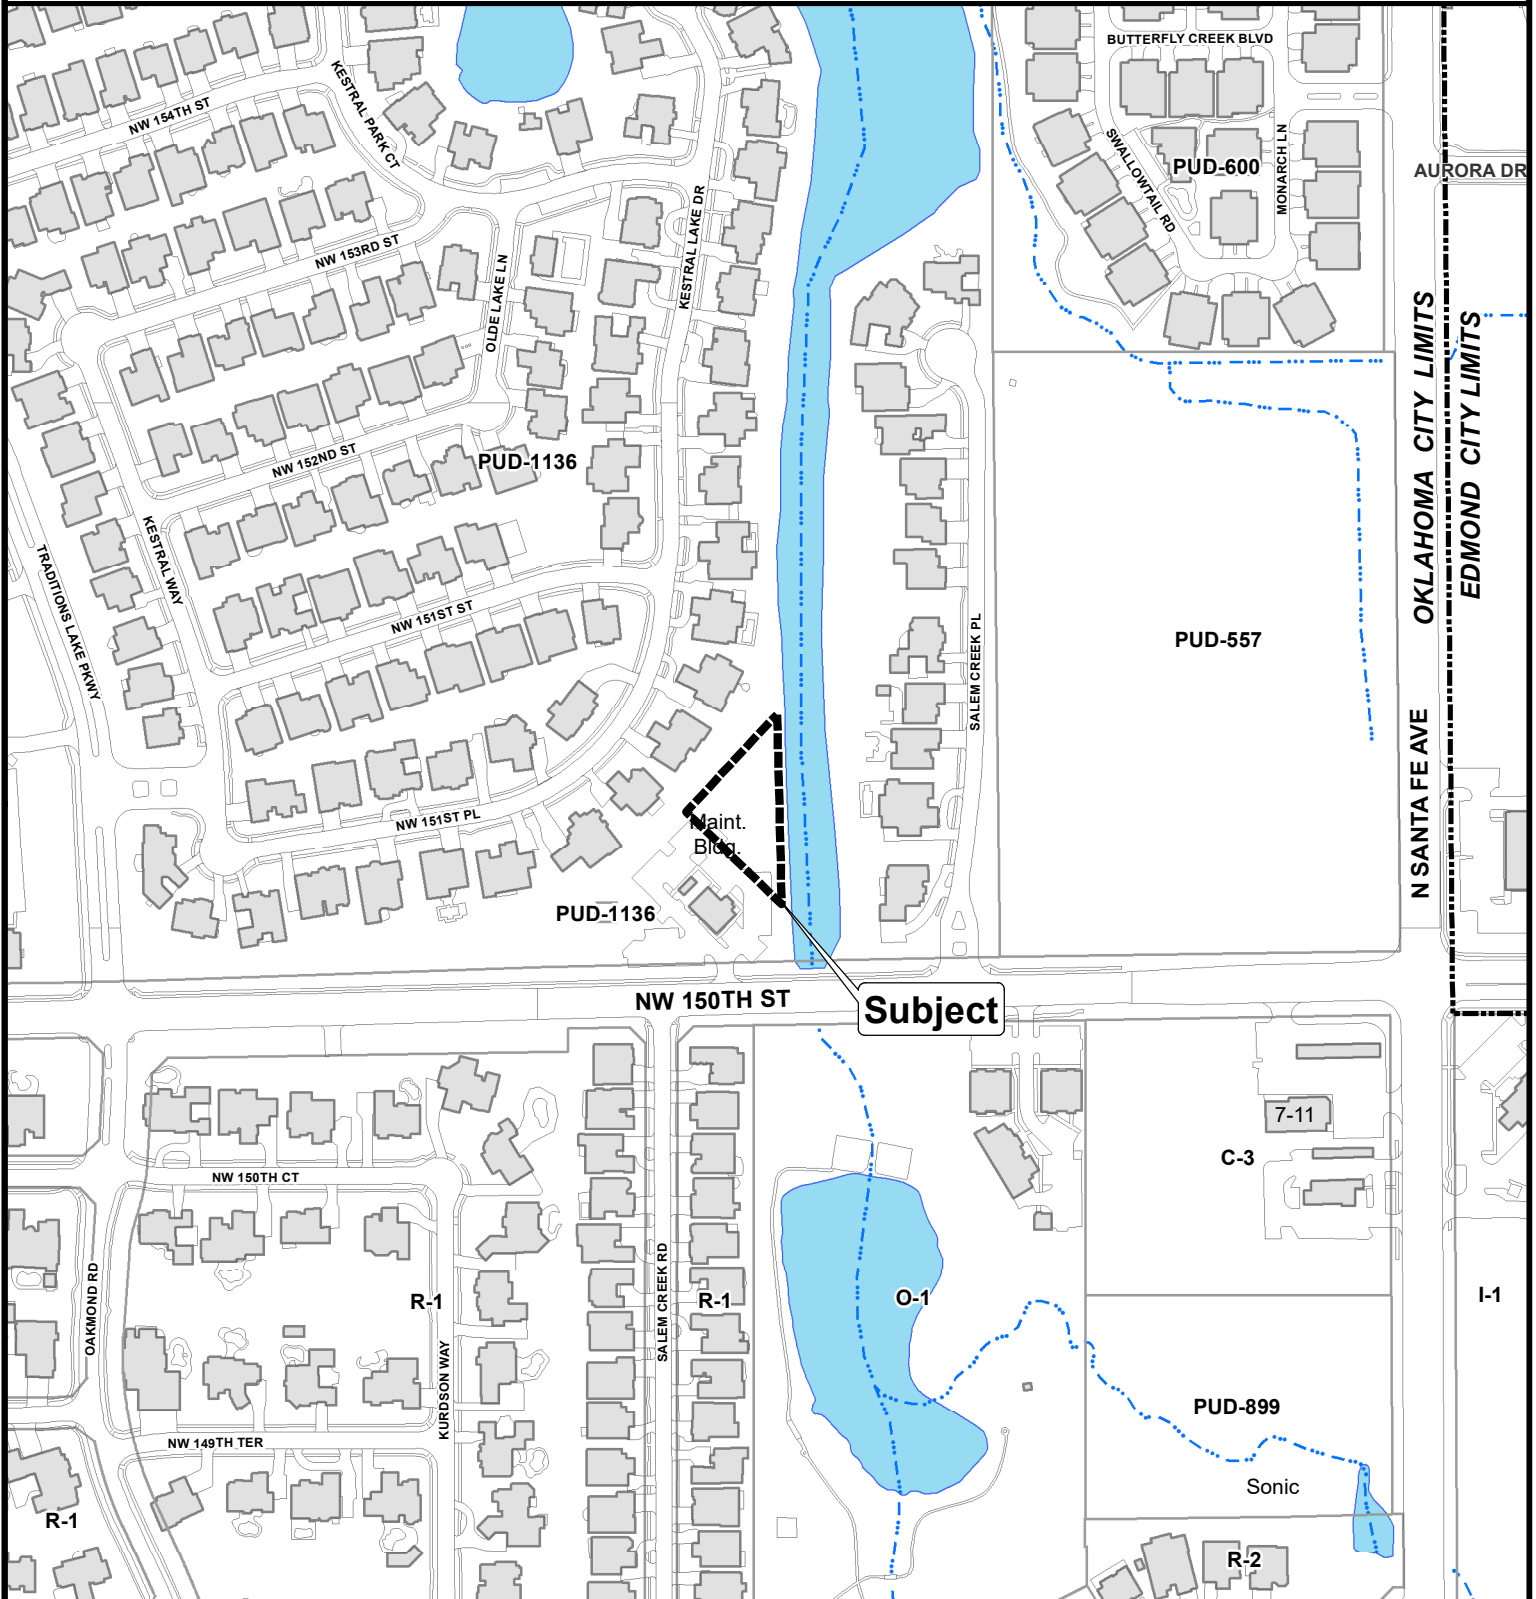 BUTTERFLY CREEK BLVD
KESTRAL PARK CT
NW 154TH ST
SWALLOWTAIL RD
PUD-600
MONARCH LN
AURORA DR
KESTRAL LAKE DR
NW 153RD ST
OLDE LAKE LN
OKLAHOMA CITY LIMITS
EDMOND CITY LIMITS
NW 152ND ST
PUD-1136
KESTRAL WAY
TRADITIONS LAKE PKWY
NW 151ST ST
SALEM CREEK PL
PUD-557
N SANTA FE AVE
NW 151ST PL
Maint.
Bldg.
PUD-1136
NW 150TH ST
Subject
7-11
C-3
NW 150TH CT
OAKMOND RD
R-1
KURDSON WAY
SALEM CREEK RD
R-1
O-1
I-1
PUD-899
NW 149TH TER
Sonic
R-1
R-2